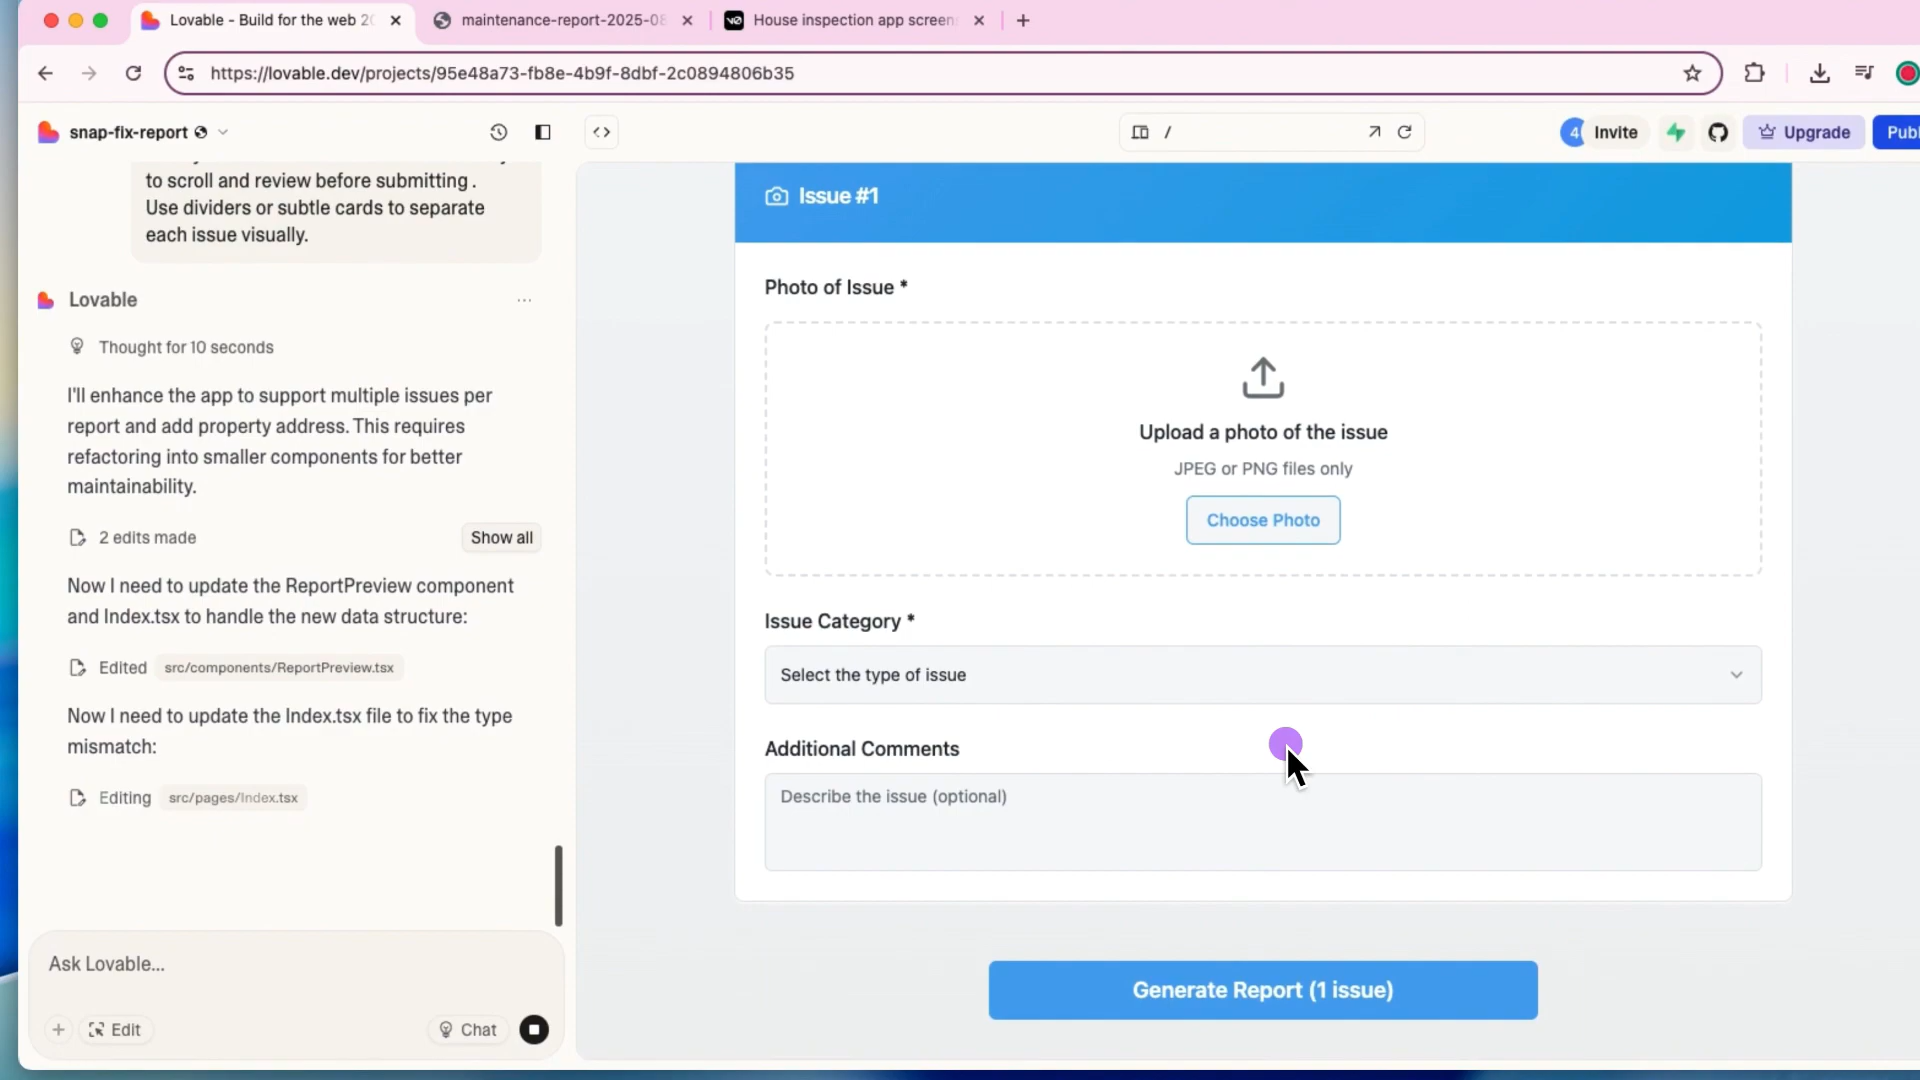 Lovable - Build for the web 20
maintenance-report-2025-08
v0
House inspection app screen
https://lovable.dev/projects/95e48a73-fb8e-4b9f-8dbf-2c0894806b35
snap-fix-report
/
4
Invite
Upgrade
Publ
to scroll and review before submitting .
Use dividers or subtle cards to separate
each issue visually.
Lovable
Thought for 10 seconds
I'll enhance the app to support multiple issues per
report and add property address. This requires
refactoring into smaller components for better
maintainability.
2 edits made
Show all
Now I need to update the ReportPreview component
and Index.tsx to handle the new data structure:
Edited src/components/ReportPreview.tsx
Now I need to update the Index.tsx file to fix the type
mismatch:
Editing src/pages/Index.tsx
Ask Lovable...
Edit
Chat
Issue #1
Photo of Issue *
Upload a photo of the issue
JPEG or PNG files only
Choose Photo
Issue Category *
Select the type of issue
Additional Comments
Describe the issue (optional)
Generate Report (1 issue)